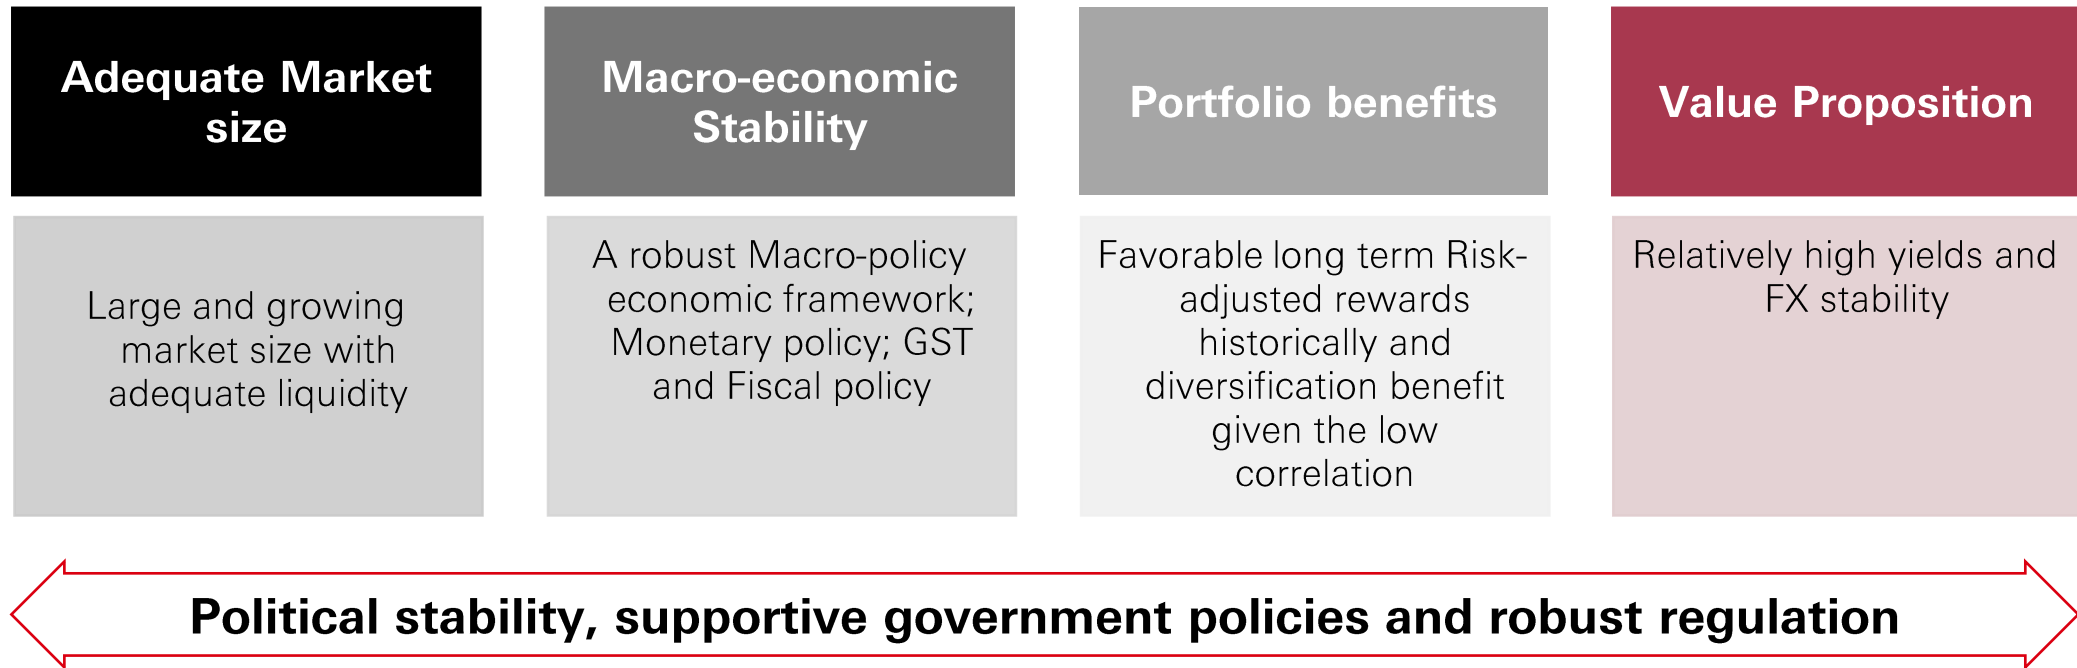 Adequate Market
size
Macro-economic
Stability
Portfolio benefits
Value Proposition
Large and growing
market size with
adequate liquidity
A robust Macro-policy
economic framework;
Monetary policy; GST
and Fiscal policy
Favorable long term Risk-
adjusted rewards
historically and
diversification benefit
given the low
correlation
Relatively high yields and
FX stability
Political stability, supportive government policies and robust regulation